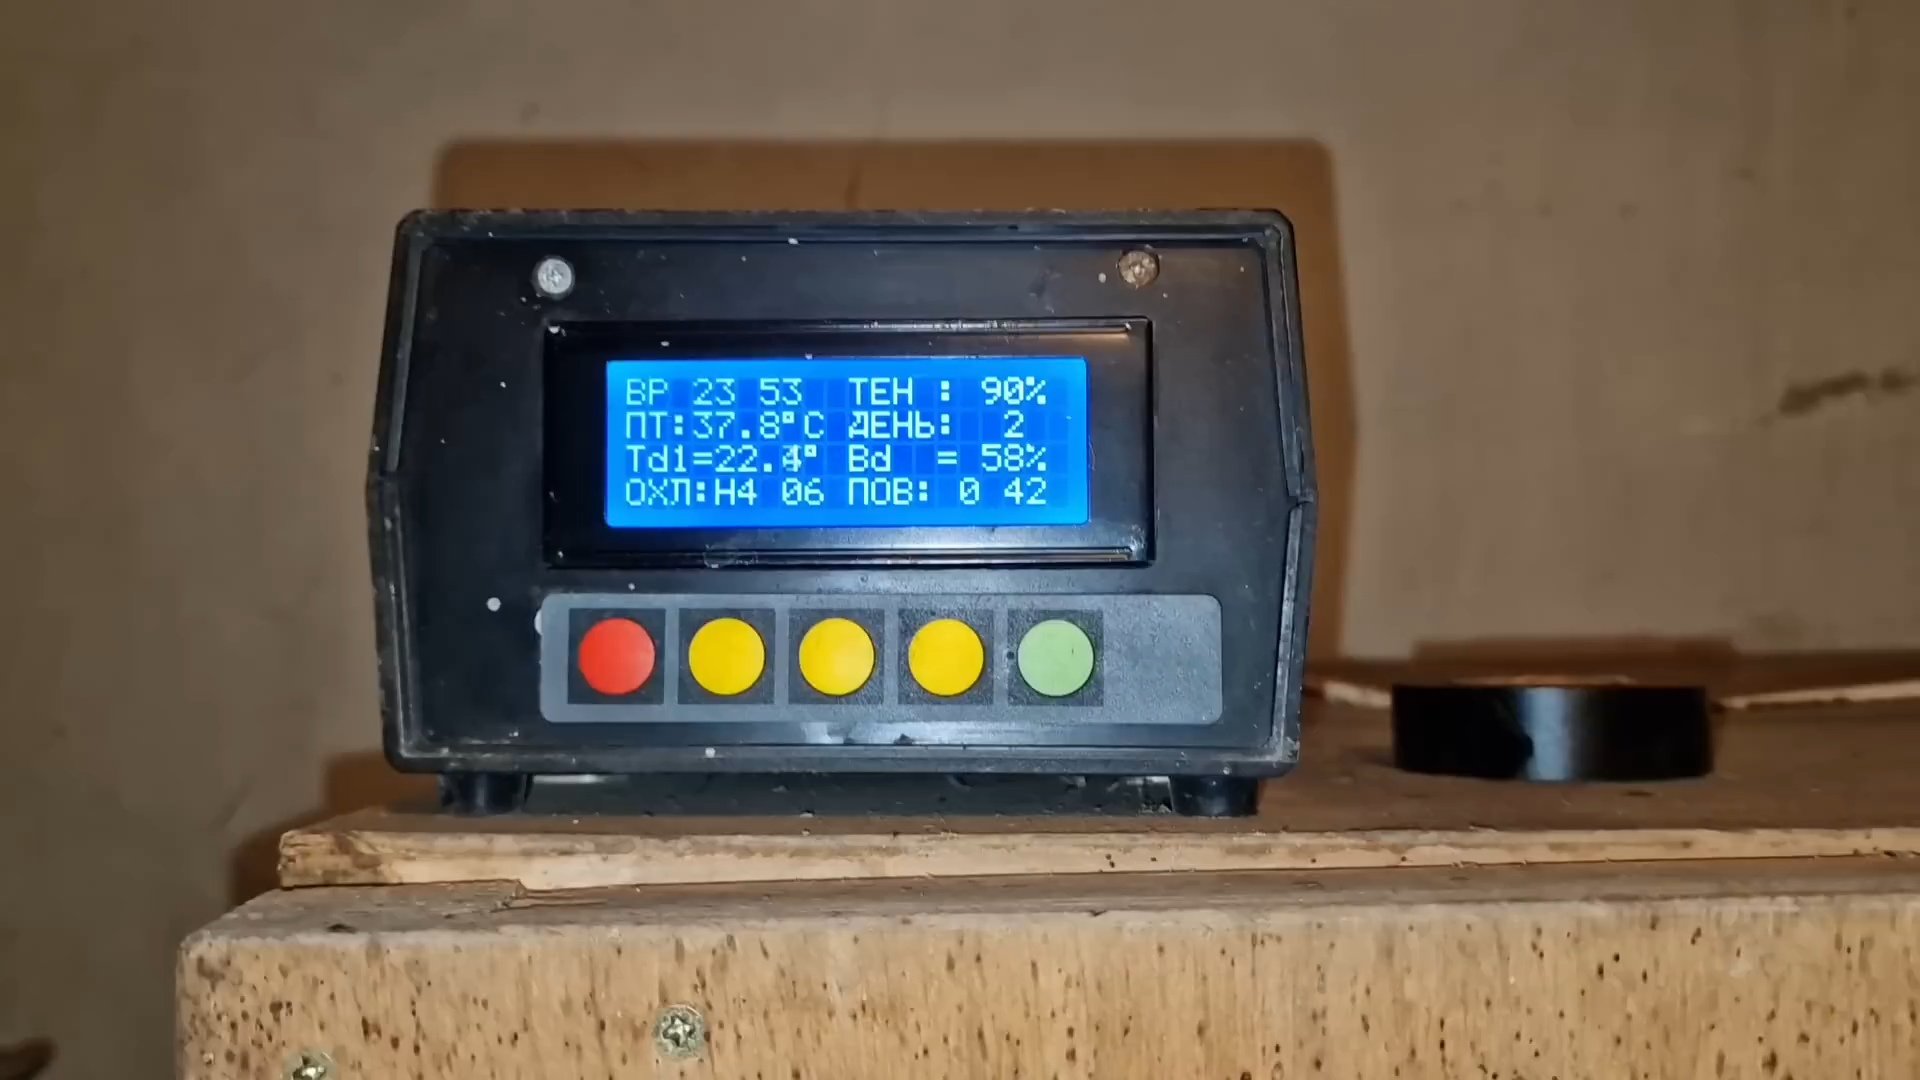 ВР 23 53 ТЕН : 90%
ПТ:37.8°C ДЕНЬ: 2
Td1=22.4° Bd = 58%
ОХЛ:Н4 06 ПОВ: 0 42